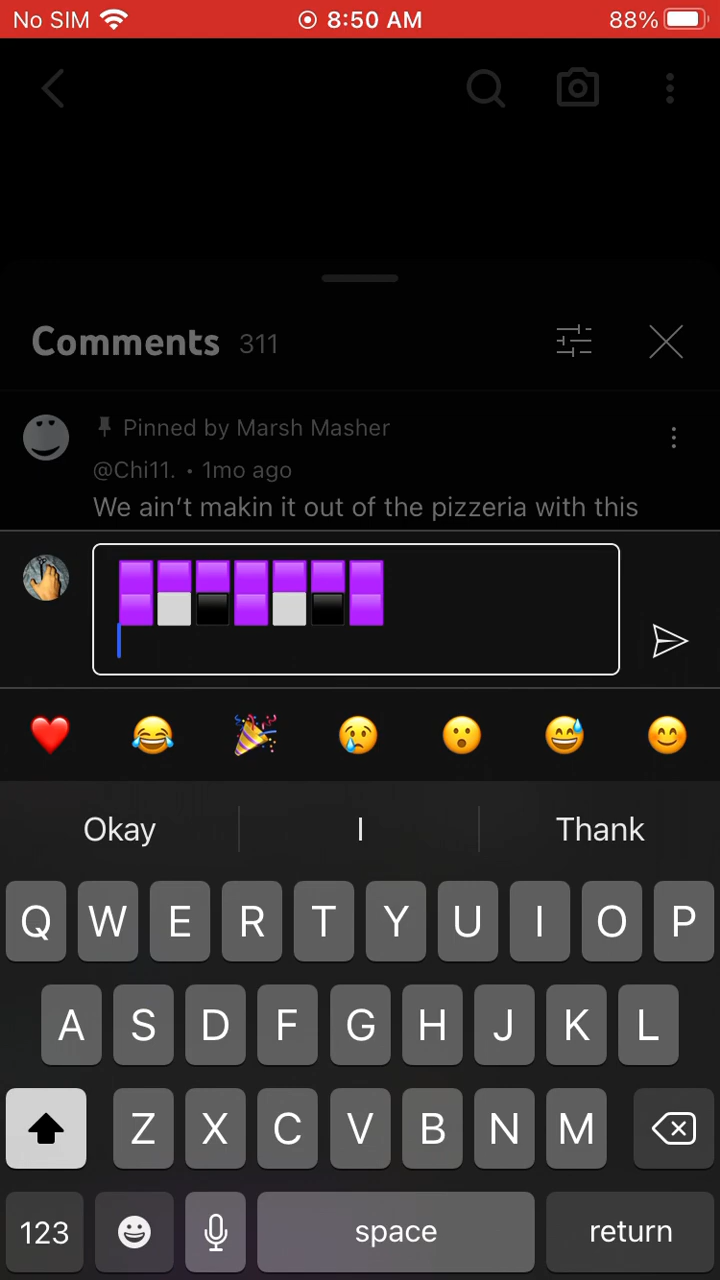 No SIM 8:50 AM 88%
Comments 311
Pinned by Marsh Masher
@Chi11. • 1mo ago
We ain't makin it out of the pizzeria with this
🟪🟪🟪🟪🟪🟪🟪
🟪⬜⬛🟪⬜⬛🟪
❤️ 😂 🎉 😢 😮 😅 😊
Okay I Thank
Q W E R T Y U I O P
A S D F G H J K L
Z X C V B N M
123 space return